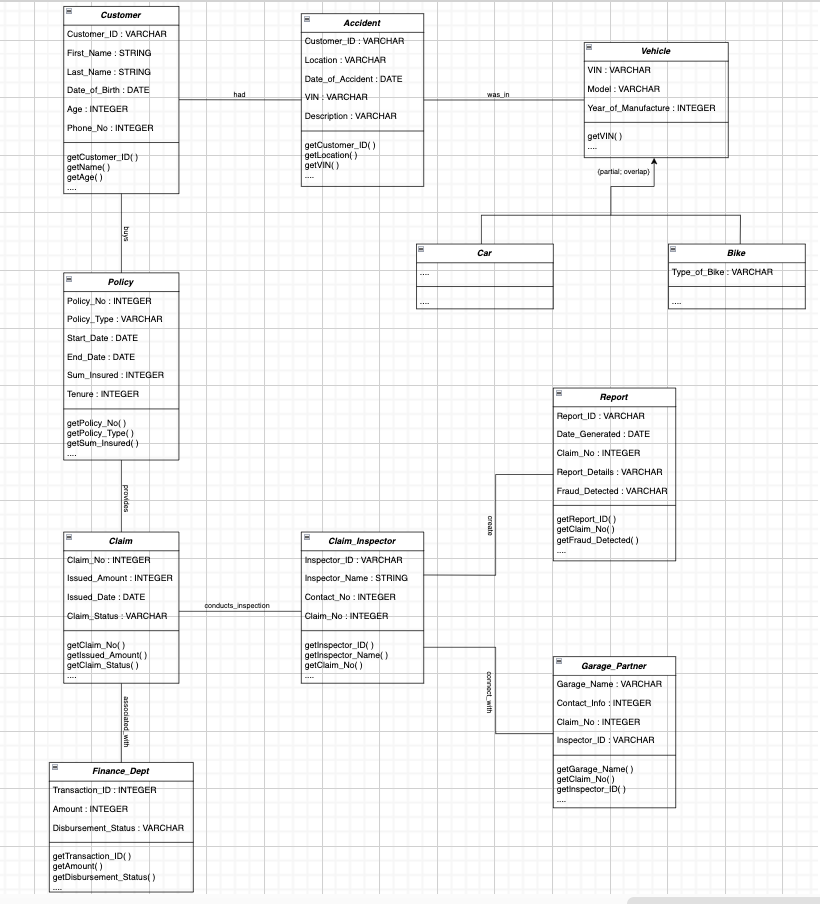 Customer
Customer_ID : VARCHAR
First_Name : STRING
Last_Name : STRING
Date_of_Birth : DATE
Age : INTEGER
Phone_No : INTEGER
getCustomer_ID( )
getName( )
getAge( )
....
had
Accident
Customer_ID : VARCHAR
Location : VARCHAR
Date_of_Accident : DATE
VIN : VARCHAR
Description : VARCHAR
getCustomer_ID( )
getLocation( )
getVIN( )
....
was_in
Vehicle
VIN : VARCHAR
Model : VARCHAR
Year_of_Manufacture : INTEGER
getVIN( )
....
(partial; overlap)
Car
....
....
Bike
Type_of_Bike : VARCHAR
....
buys
Policy
Policy_No : INTEGER
Policy_Type : VARCHAR
Start_Date : DATE
End_Date : DATE
Sum_Insured : INTEGER
Tenure : INTEGER
getPolicy_No( )
getPolicy_Type( )
getSum_Insured( )
....
provides
Claim
Claim_No : INTEGER
Issued_Amount : INTEGER
Issued_Date : DATE
Claim_Status : VARCHAR
getClaim_No( )
getIssued_Amount( )
getClaim_Status( )
....
conducts_inspection
Claim_Inspector
Inspector_ID : VARCHAR
Inspector_Name : STRING
Contact_No : INTEGER
Claim_No : INTEGER
getInspector_ID( )
getInspector_Name( )
getClaim_No( )
....
create
Report
Report_ID : VARCHAR
Date_Generated : DATE
Claim_No : INTEGER
Report_Details : VARCHAR
Fraud_Detected : VARCHAR
getReport_ID( )
getClaim_No( )
getFraud_Detected( )
....
connect_with
Garage_Partner
Garage_Name : VARCHAR
Contact_Info : INTEGER
Claim_No : INTEGER
Inspector_ID : VARCHAR
getGarage_Name( )
getClaim_No( )
getInspector_ID( )
....
associated_with
Finance_Dept
Transaction_ID : INTEGER
Amount : INTEGER
Disbursement_Status : VARCHAR
getTransaction_ID( )
getAmount( )
getDisbursement_Status( )
....